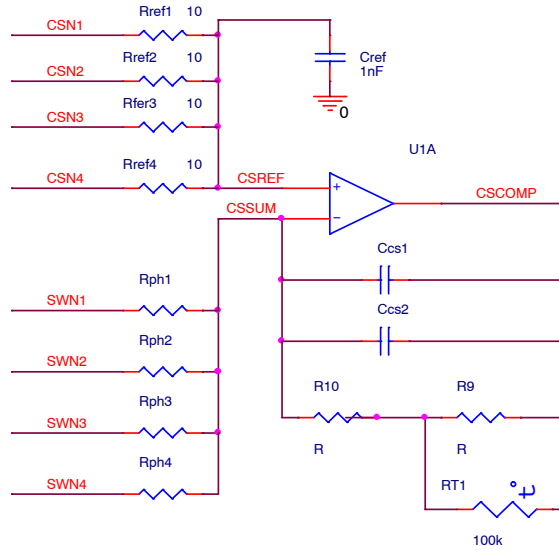 Rref1 10
CSN1
Rref2 10
CSN2
Cref
1nF
Rfer3 10
CSN3
0
Rref4 10
CSN4
U1A
CSREF
+
CSCOMP
CSSUM
−
Ccs1
Rph1
SWN1
Ccs2
Rph2
SWN2
R10
R9
Rph3
SWN3
R
R
Rph4
SWN4
RT1
t
100k